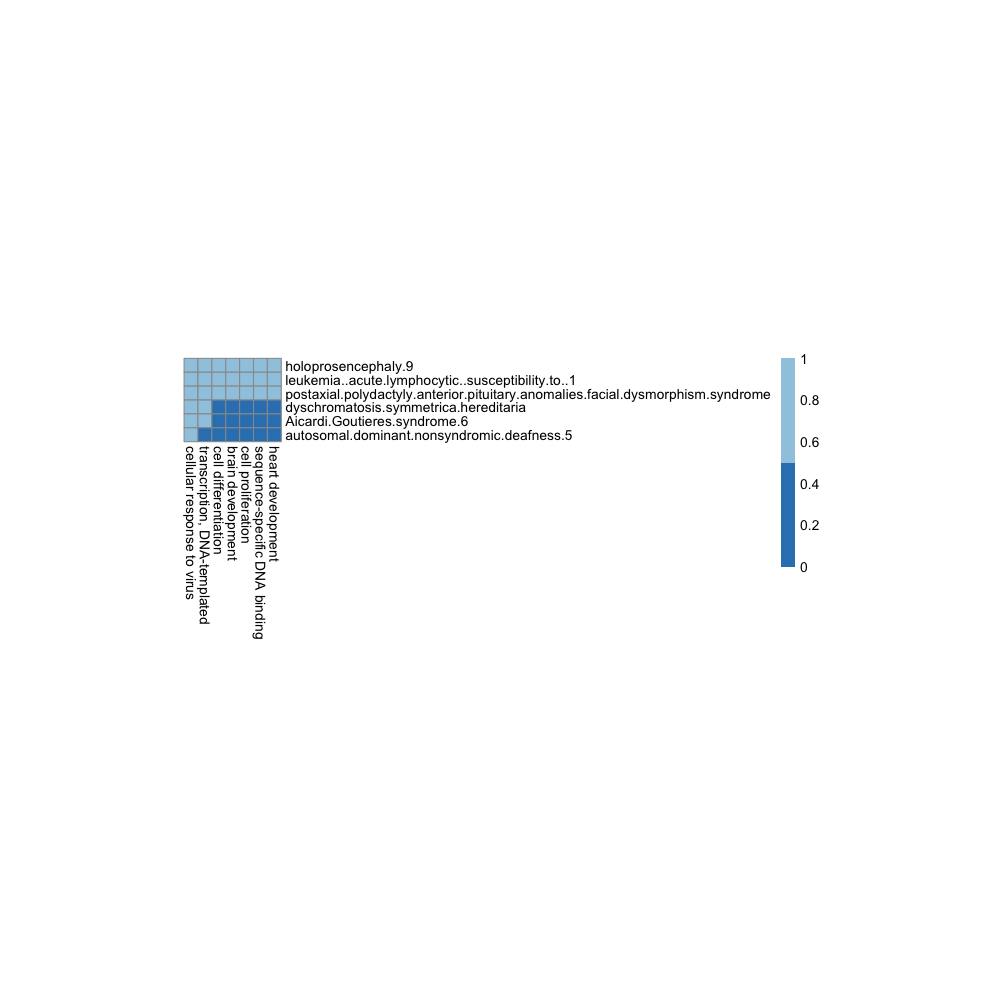 holoprosencephaly.9
leukemia..acute.lymphocytic..susceptibility.to..1
postaxial.polydactyly.anterior.pituitary.anomalies.facial.dysmorphism.syndrome
dyschromatosis.symmetrica.hereditaria
Aicardi.Goutieres.syndrome.6
autosomal.dominant.nonsyndromic.deafness.5
cellular response to virus
transcription, DNA-templated
cell differentiation
brain development
cell proliferation
sequence-specific DNA binding
heart development
1
0.8
0.6
0.4
0.2
0